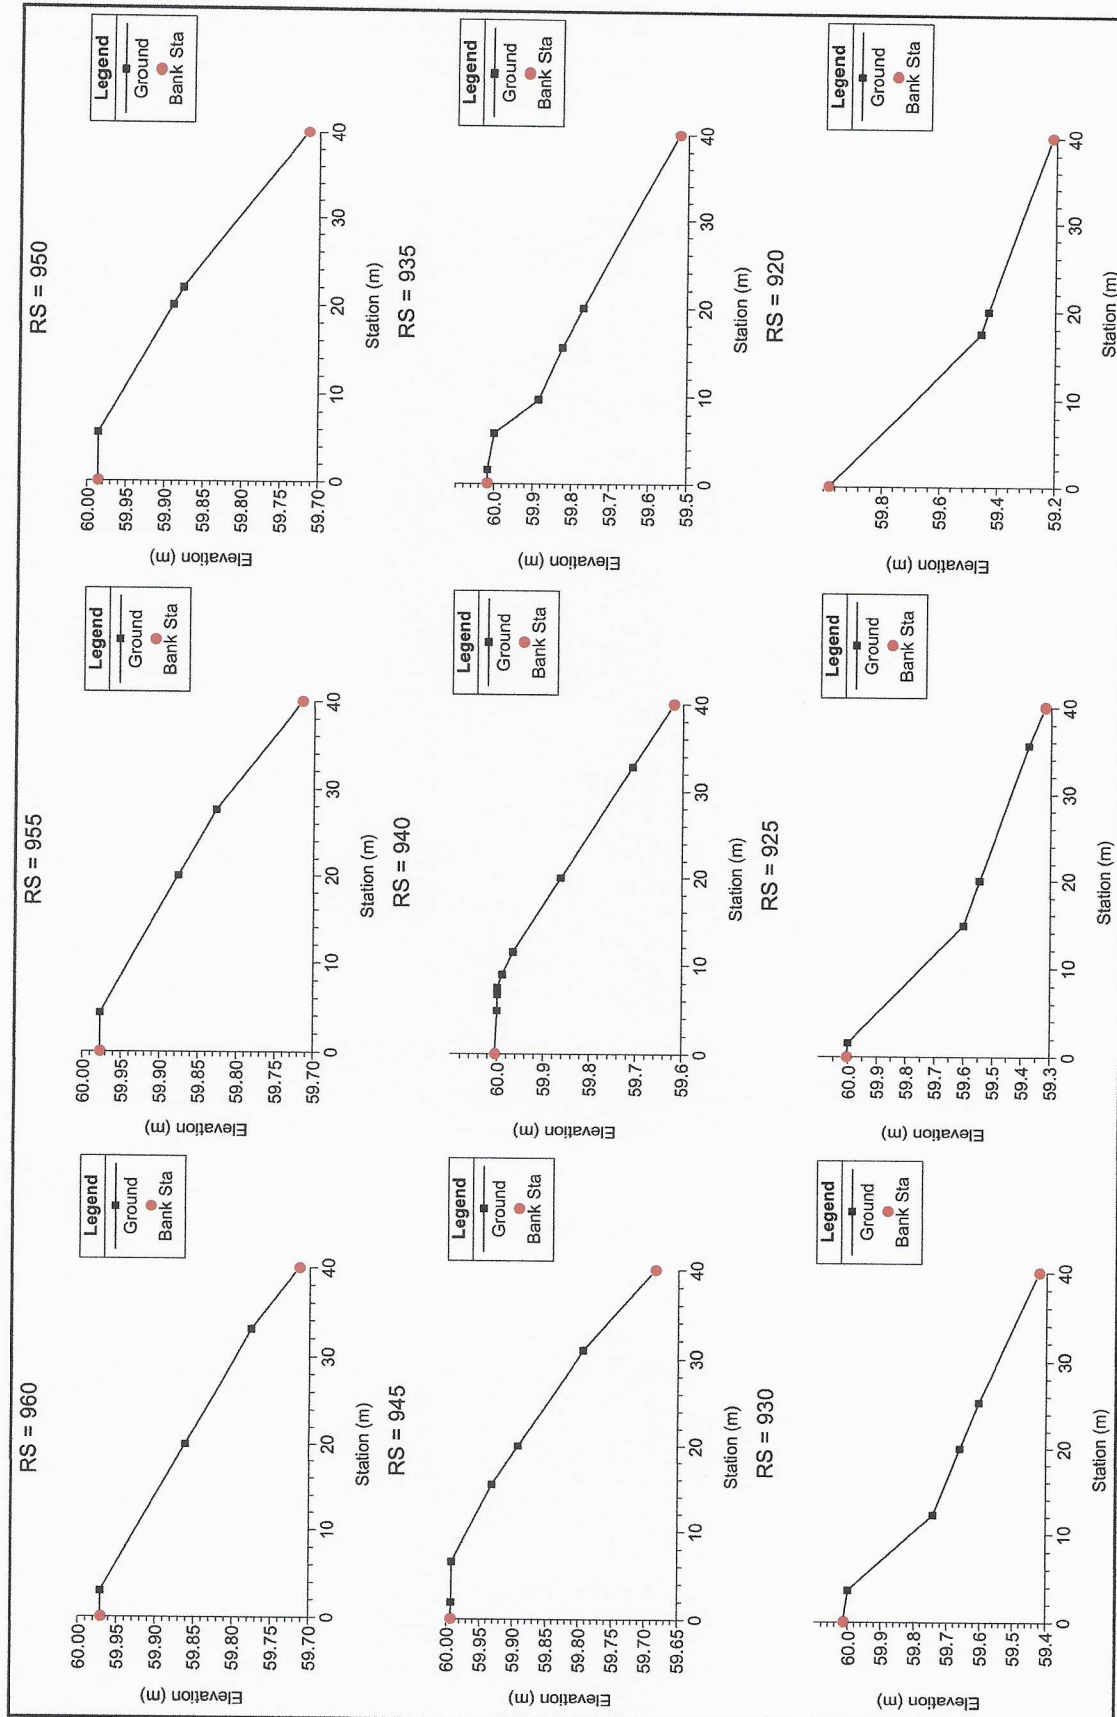 RS = 960
Legend
Ground
Bank Sta
Elevation (m)
60.00
59.95
59.90
59.85
59.80
59.75
59.70
0 10 20 30 40
Station (m)
RS = 955
Legend
Ground
Bank Sta
Elevation (m)
60.00
59.95
59.90
59.85
59.80
59.75
59.70
0 10 20 30 40
Station (m)
RS = 950
Legend
Ground
Bank Sta
Elevation (m)
60.00
59.95
59.90
59.85
59.80
59.75
59.70
0 10 20 30 40
Station (m)
RS = 945
Legend
Ground
Bank Sta
Elevation (m)
60.00
59.95
59.90
59.85
59.80
59.75
59.70
59.65
0 10 20 30 40
Station (m)
RS = 940
Legend
Ground
Bank Sta
Elevation (m)
60.0
59.9
59.8
59.7
59.6
0 10 20 30 40
Station (m)
RS = 935
Legend
Ground
Bank Sta
Elevation (m)
60.0
59.9
59.8
59.7
59.6
59.5
0 10 20 30 40
Station (m)
RS = 930
Legend
Ground
Bank Sta
Elevation (m)
60.0
59.9
59.8
59.7
59.6
59.5
59.4
0 10 20 30 40
Station (m)
RS = 925
Legend
Ground
Bank Sta
Elevation (m)
60.0
59.9
59.8
59.7
59.6
59.5
59.4
59.3
0 10 20 30 40
Station (m)
RS = 920
Legend
Ground
Bank Sta
Elevation (m)
59.8
59.6
59.4
59.2
0 10 20 30 40
Station (m)